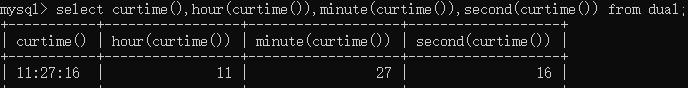 mysql> select curtime(),hour(curtime()),minute(curtime()),second(curtime()) from dual;
+-----------+-----------------+-------------------+-------------------+
| curtime() | hour(curtime()) | minute(curtime()) | second(curtime()) |
+-----------+-----------------+-------------------+-------------------+
| 11:27:16  |              11 |                27 |                16 |